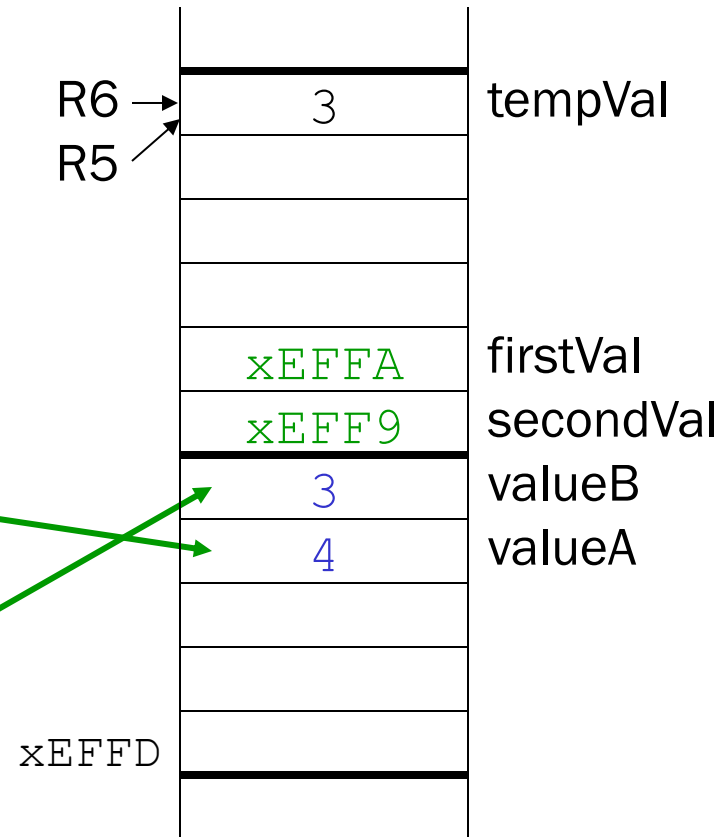 R6 3 tempVal
R5
xEFFA firstVal
xEFF9 secondVal
3 valueB
4 valueA
xEFFD